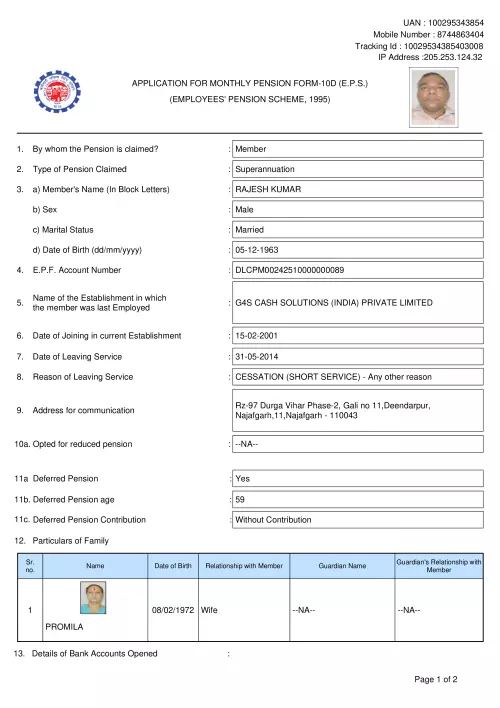 UAN : 100295343854
Mobile Number : 8744863404
Tracking Id : 10029534385403008
IP Address :205.253.124.32
APPLICATION FOR MONTHLY PENSION FORM-10D (E.P.S.)
(EMPLOYEES' PENSION SCHEME, 1995)
1. By whom the Pension is claimed? : Member
2. Type of Pension Claimed : Superannuation
3. a) Member's Name (In Block Letters) : RAJESH KUMAR
b) Sex : Male
c) Marital Status : Married
d) Date of Birth (dd/mm/yyyy) : 05-12-1963
4. E.P.F. Account Number : DLCPM00242510000000089
5. Name of the Establishment in which
the member was last Employed : G4S CASH SOLUTIONS (INDIA) PRIVATE LIMITED
6. Date of Joining in current Establishment : 15-02-2001
7. Date of Leaving Service : 31-05-2014
8. Reason of Leaving Service : CESSATION (SHORT SERVICE) - Any other reason
9. Address for communication : Rz-97 Durga Vihar Phase-2, Gali no 11,Deendarpur,
Najafgarh,11,Najafgarh - 110043
10a. Opted for reduced pension : --NA--
11a Deferred Pension : Yes
11b. Deferred Pension age : 59
11c. Deferred Pension Contribution : Without Contribution
12. Particulars of Family
Sr. no. Name Date of Birth Relationship with Member Guardian Name Guardian's Relationship with Member
1 PROMILA 08/02/1972 Wife --NA-- --NA--
13. Details of Bank Accounts Opened :
Page 1 of 2